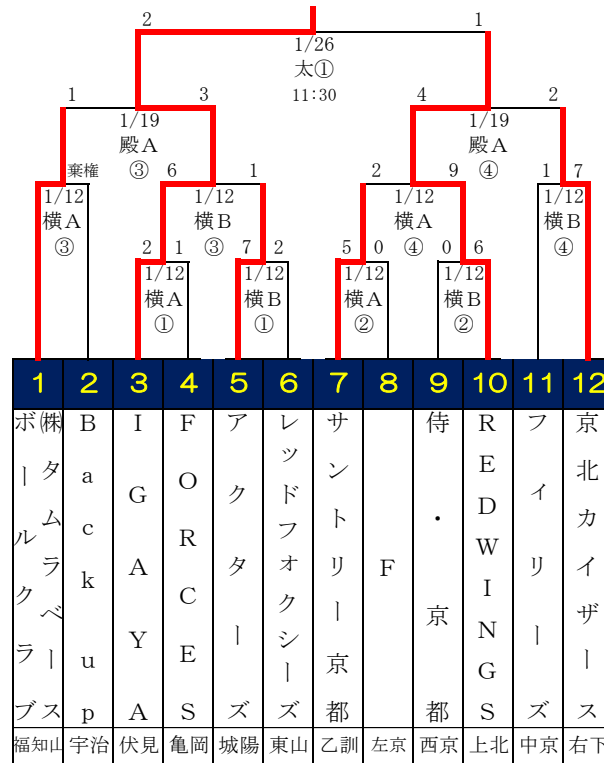 2 1
1/26
太①
11:30
1 3 4 2
1/19 1/19
殿A 殿A
③ ④
棄権 6 1 2 9 1 7
1/12 1/12 1/12 1/12
横A 横B 横A 横B
③ ③ ④ ④
2 1 7 2 5 0 0 6
1/12 1/12 1/12 1/12
横A 横B 横A 横B
① ① ② ②
1 2 3 4 5 6 7 8 9 10 11 12
㈱タムラベース
ボールクラブ
Back up
IGAYA
FORCES
アクターズ
レッドフォクシーズ
サントリー京都
F
侍・京都
REDWINGS
フイリーズ
京北カイザース
福知山 宇治 伏見 亀岡 城陽 東山 乙訓 左京 西京 上北 中京 右下